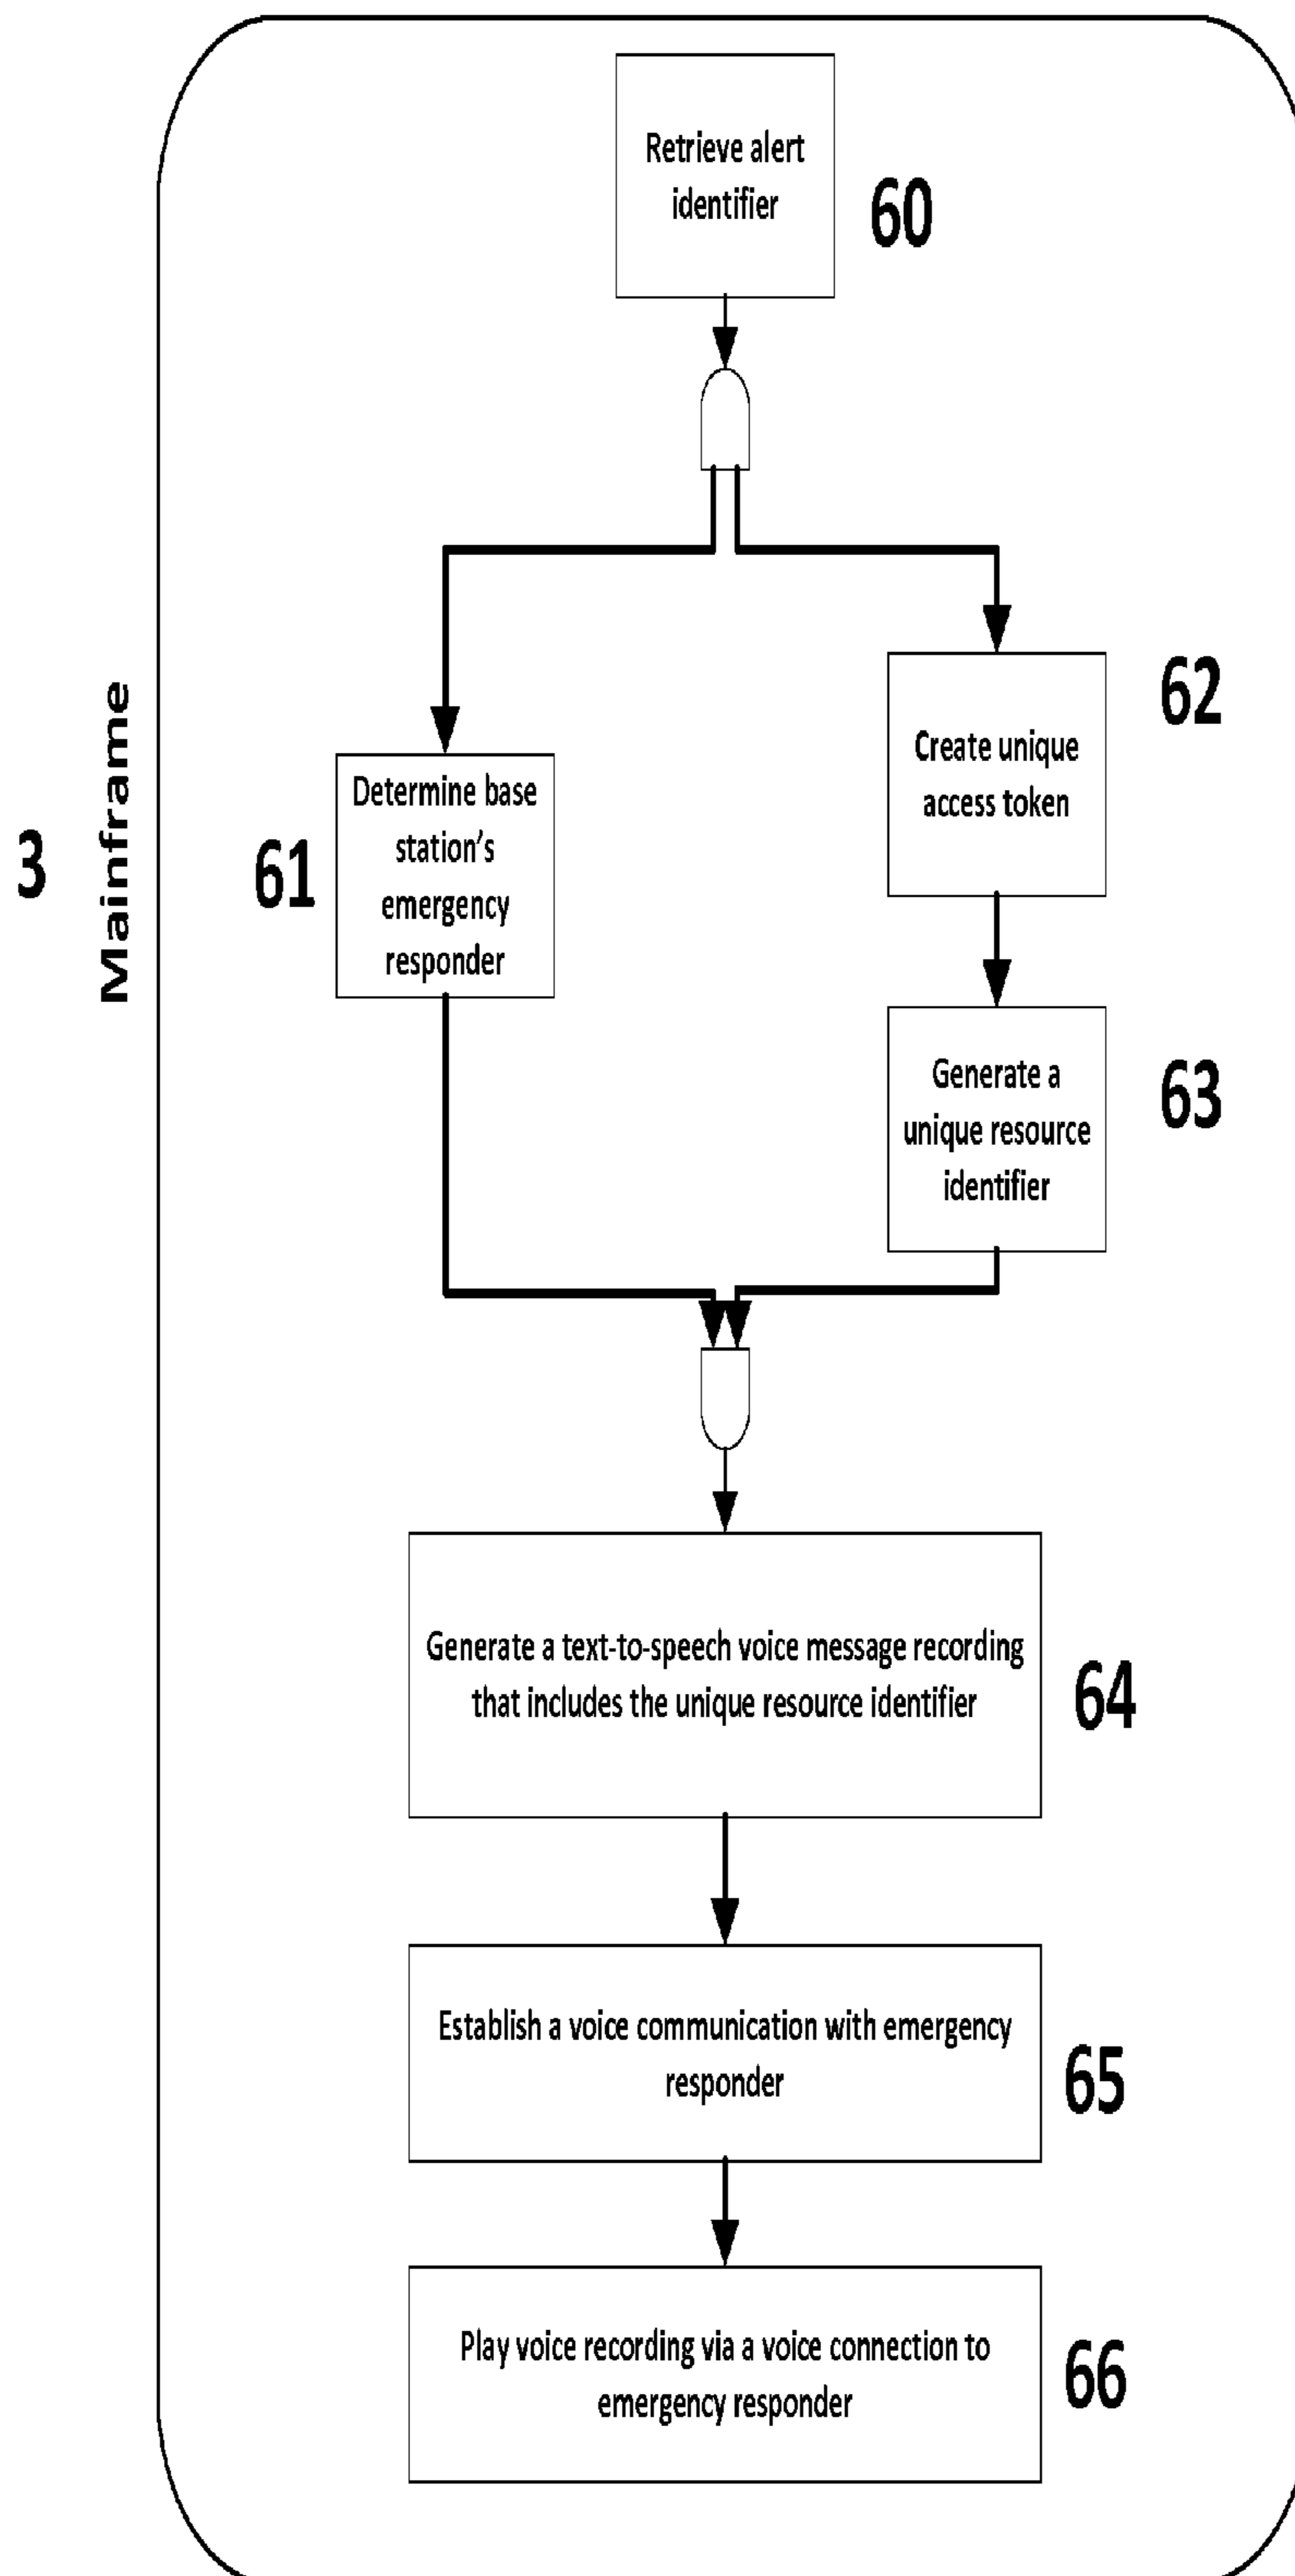 Retrieve alert
identifier
60
62
Create unique
access token
3
Mainframe
61
Determine base
station's
emergency
responder
Generate a
unique resource
identifier
63
Generate a text-to-speech voice message recording
that includes the unique resource identifier
64
Establish a voice communication with emergency
responder
65
Play voice recording via a voice connection to
emergency responder
66